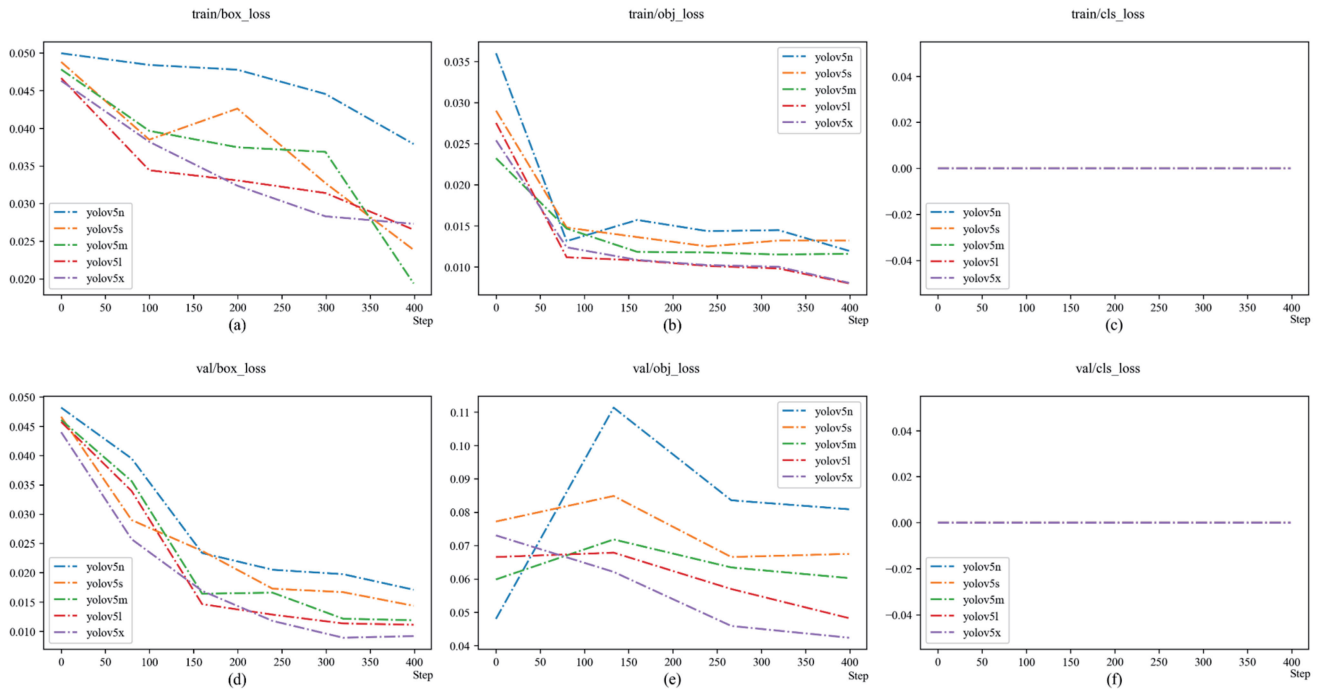 train/box_loss
0.050
0.045
0.040
0.035
0.030
0.025
0.020
yolov5n
yolov5s
yolov5m
yolov5l
yolov5x
0 50 100 150 200 250 300 350 400
Step
(a)
train/obj_loss
0.035
0.030
0.025
0.020
0.015
0.010
yolov5n
yolov5s
yolov5m
yolov5l
yolov5x
0 50 100 150 200 250 300 350 400
Step
(b)
train/cls_loss
0.04
0.02
0.00
−0.02
−0.04
yolov5n
yolov5s
yolov5m
yolov5l
yolov5x
0 50 100 150 200 250 300 350 400
Step
(c)
val/box_loss
0.050
0.045
0.040
0.035
0.030
0.025
0.020
0.015
0.010
yolov5n
yolov5s
yolov5m
yolov5l
yolov5x
0 50 100 150 200 250 300 350 400
Step
(d)
val/obj_loss
0.11
0.10
0.09
0.08
0.07
0.06
0.05
0.04
yolov5n
yolov5s
yolov5m
yolov5l
yolov5x
0 50 100 150 200 250 300 350 400
Step
(e)
val/cls_loss
0.04
0.02
0.00
−0.02
−0.04
yolov5n
yolov5s
yolov5m
yolov5l
yolov5x
0 50 100 150 200 250 300 350 400
Step
(f)